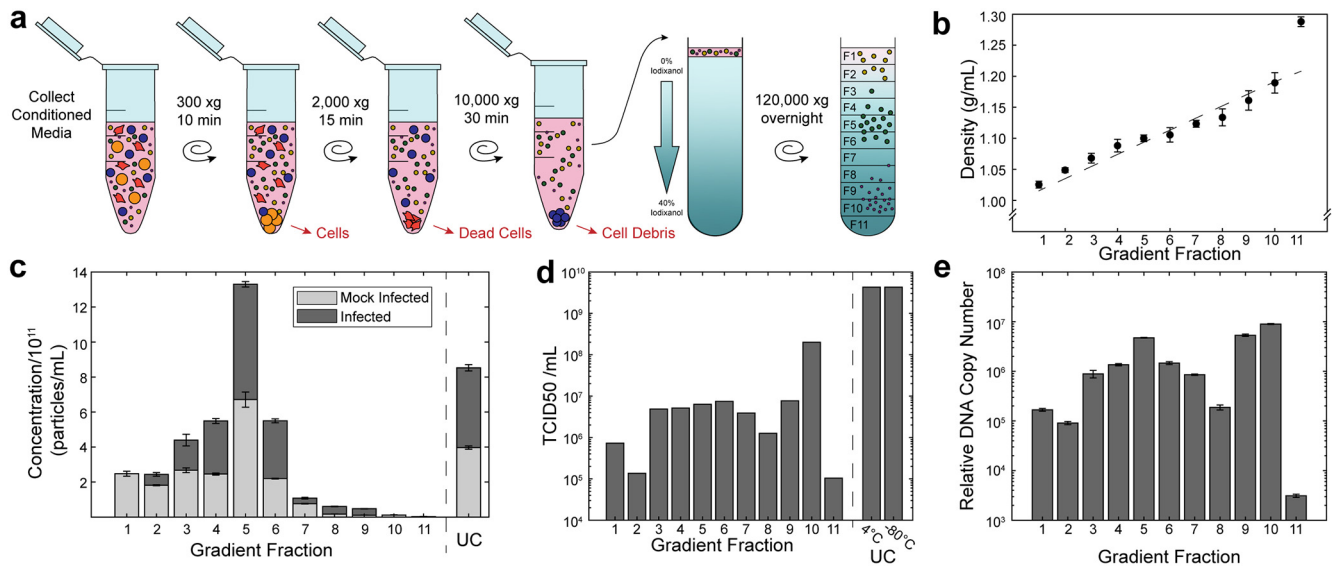 a
Collect
Conditioned
Media
300 xg
10 min
Cells
2,000 xg
15 min
Dead Cells
10,000 xg
30 min
Cell Debris
0%
Iodixanol
40%
Iodixanol
120,000 xg
overnight
F1
F2
F3
F4
F5
F6
F7
F8
F9
F10
F11
b
Density (g/mL)
1.30
1.25
1.20
1.15
1.10
1.05
1.00
1 2 3 4 5 6 7 8 9 10 11
Gradient Fraction
c
Concentration/10¹¹
(particles/mL)
14
12
10
8
6
4
2
Mock Infected
Infected
1 2 3 4 5 6 7 8 9 10 11 UC
Gradient Fraction
d
TCID50 /mL
10¹⁰
10⁹
10⁸
10⁷
10⁶
10⁵
10⁴
1 2 3 4 5 6 7 8 9 10 11 4°C -80°C
Gradient Fraction UC
e
Relative DNA Copy Number
10⁸
10⁷
10⁶
10⁵
10⁴
10³
1 2 3 4 5 6 7 8 9 10 11
Gradient Fraction